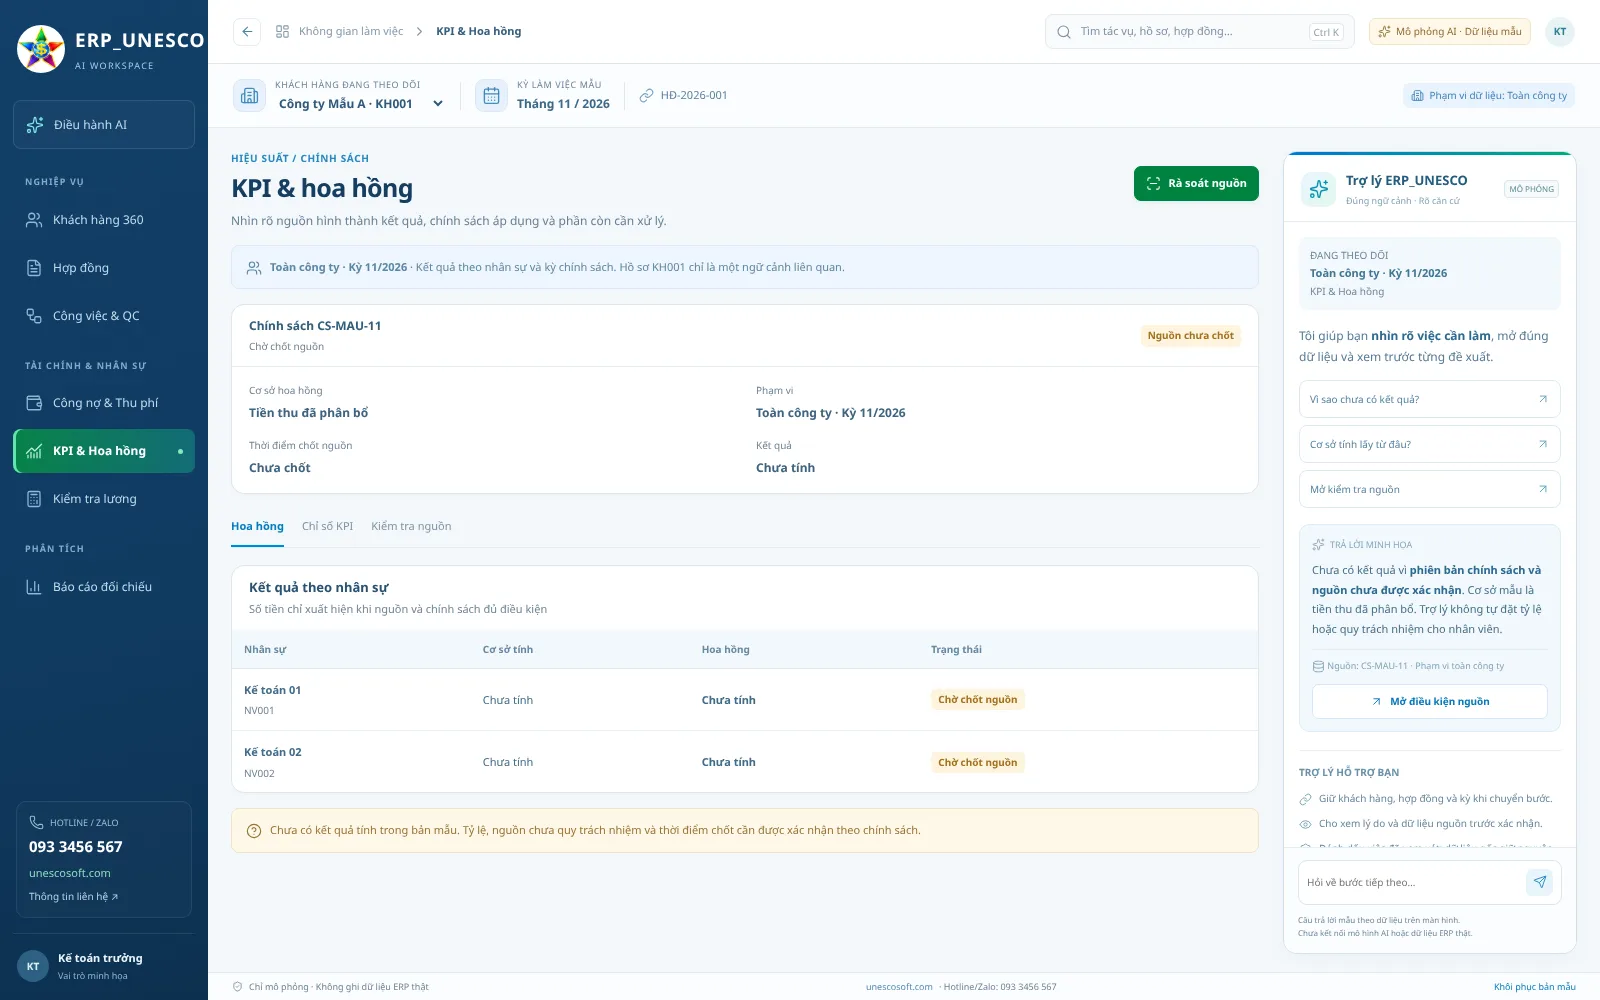 ERP_UNESCO
AI WORKSPACE
Điều hành AI
NGHIỆP VỤ
Khách hàng 360
Hợp đồng
Công việc & QC
TÀI CHÍNH & NHÂN SỰ
Công nợ & Thu phí
KPI & Hoa hồng
Kiểm tra lương
PHÂN TÍCH
Báo cáo đối chiếu
HOTLINE / ZALO
093 3456 567
unescosoft.com
Thông tin liên hệ ↗
KT
Kế toán trưởng
Vai trò minh họa
Không gian làm việc
KPI & Hoa hồng
Tìm tác vụ, hồ sơ, hợp đồng...
Ctrl K
Mô phỏng AI · Dữ liệu mẫu
KT
KHÁCH HÀNG ĐANG THEO DÕI
Công ty Mẫu A · KH001
KỲ LÀM VIỆC MẪU
Tháng 11 / 2026
HĐ-2026-001
Phạm vi dữ liệu: Toàn công ty
HIỆU SUẤT / CHÍNH SÁCH
KPI & hoa hồng
Nhìn rõ nguồn hình thành kết quả, chính sách áp dụng và phần còn cần xử lý.
Rà soát nguồn
Toàn công ty · Kỳ 11/2026 · Kết quả theo nhân sự và kỳ chính sách. Hồ sơ KH001 chỉ là một ngữ cảnh liên quan.
Chính sách CS-MAU-11
Chờ chốt nguồn
Nguồn chưa chốt
Cơ sở hoa hồng
Tiền thu đã phân bổ
Phạm vi
Toàn công ty · Kỳ 11/2026
Thời điểm chốt nguồn
Chưa chốt
Kết quả
Chưa tính
Hoa hồng
Chỉ số KPI
Kiểm tra nguồn
Kết quả theo nhân sự
Số tiền chỉ xuất hiện khi nguồn và chính sách đủ điều kiện
Nhân sự
Cơ sở tính
Hoa hồng
Trạng thái
Kế toán 01
NV001
Chưa tính
Chưa tính
Chờ chốt nguồn
Kế toán 02
NV002
Chưa tính
Chưa tính
Chờ chốt nguồn
Chưa có kết quả tính trong bản mẫu. Tỷ lệ, nguồn chưa quy trách nhiệm và thời điểm chốt cần được xác nhận theo chính sách.
Trợ lý ERP_UNESCO
Đúng ngữ cảnh · Rõ căn cứ
MÔ PHỎNG
ĐANG THEO DÕI
Toàn công ty · Kỳ 11/2026
KPI & Hoa hồng
Tôi giúp bạn nhìn rõ việc cần làm, mở đúng
dữ liệu và xem trước từng đề xuất.
Vì sao chưa có kết quả?
Cơ sở tính lấy từ đâu?
Mở kiểm tra nguồn
TRẢ LỜI MINH HỌA
Chưa có kết quả vì phiên bản chính sách và
nguồn chưa được xác nhận. Cơ sở mẫu là
tiền thu đã phân bổ. Trợ lý không tự đặt tỷ lệ
hoặc quy trách nhiệm cho nhân viên.
Nguồn: CS-MAU-11 · Phạm vi toàn công ty
Mở điều kiện nguồn
TRỢ LÝ HỖ TRỢ BẠN
Giữ khách hàng, hợp đồng và kỳ khi chuyển bước.
Cho xem lý do và dữ liệu nguồn trước xác nhận.
Hỏi về bước tiếp theo...
Câu trả lời mẫu theo dữ liệu trên màn hình.
Chưa kết nối mô hình AI hoặc dữ liệu ERP thật.
Chỉ mô phỏng · Không ghi dữ liệu ERP thật
unescosoft.com · Hotline/Zalo: 093 3456 567
Khôi phục bản mẫu